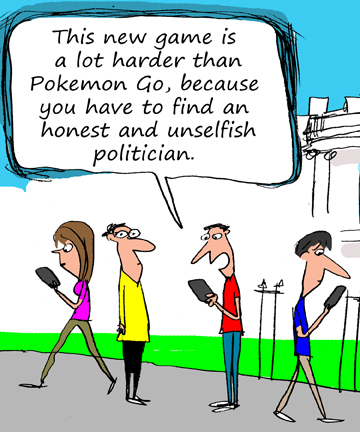 This new game is
a lot harder than
Pokemon Go, because
you have to find an
honest and unselfish
politician.